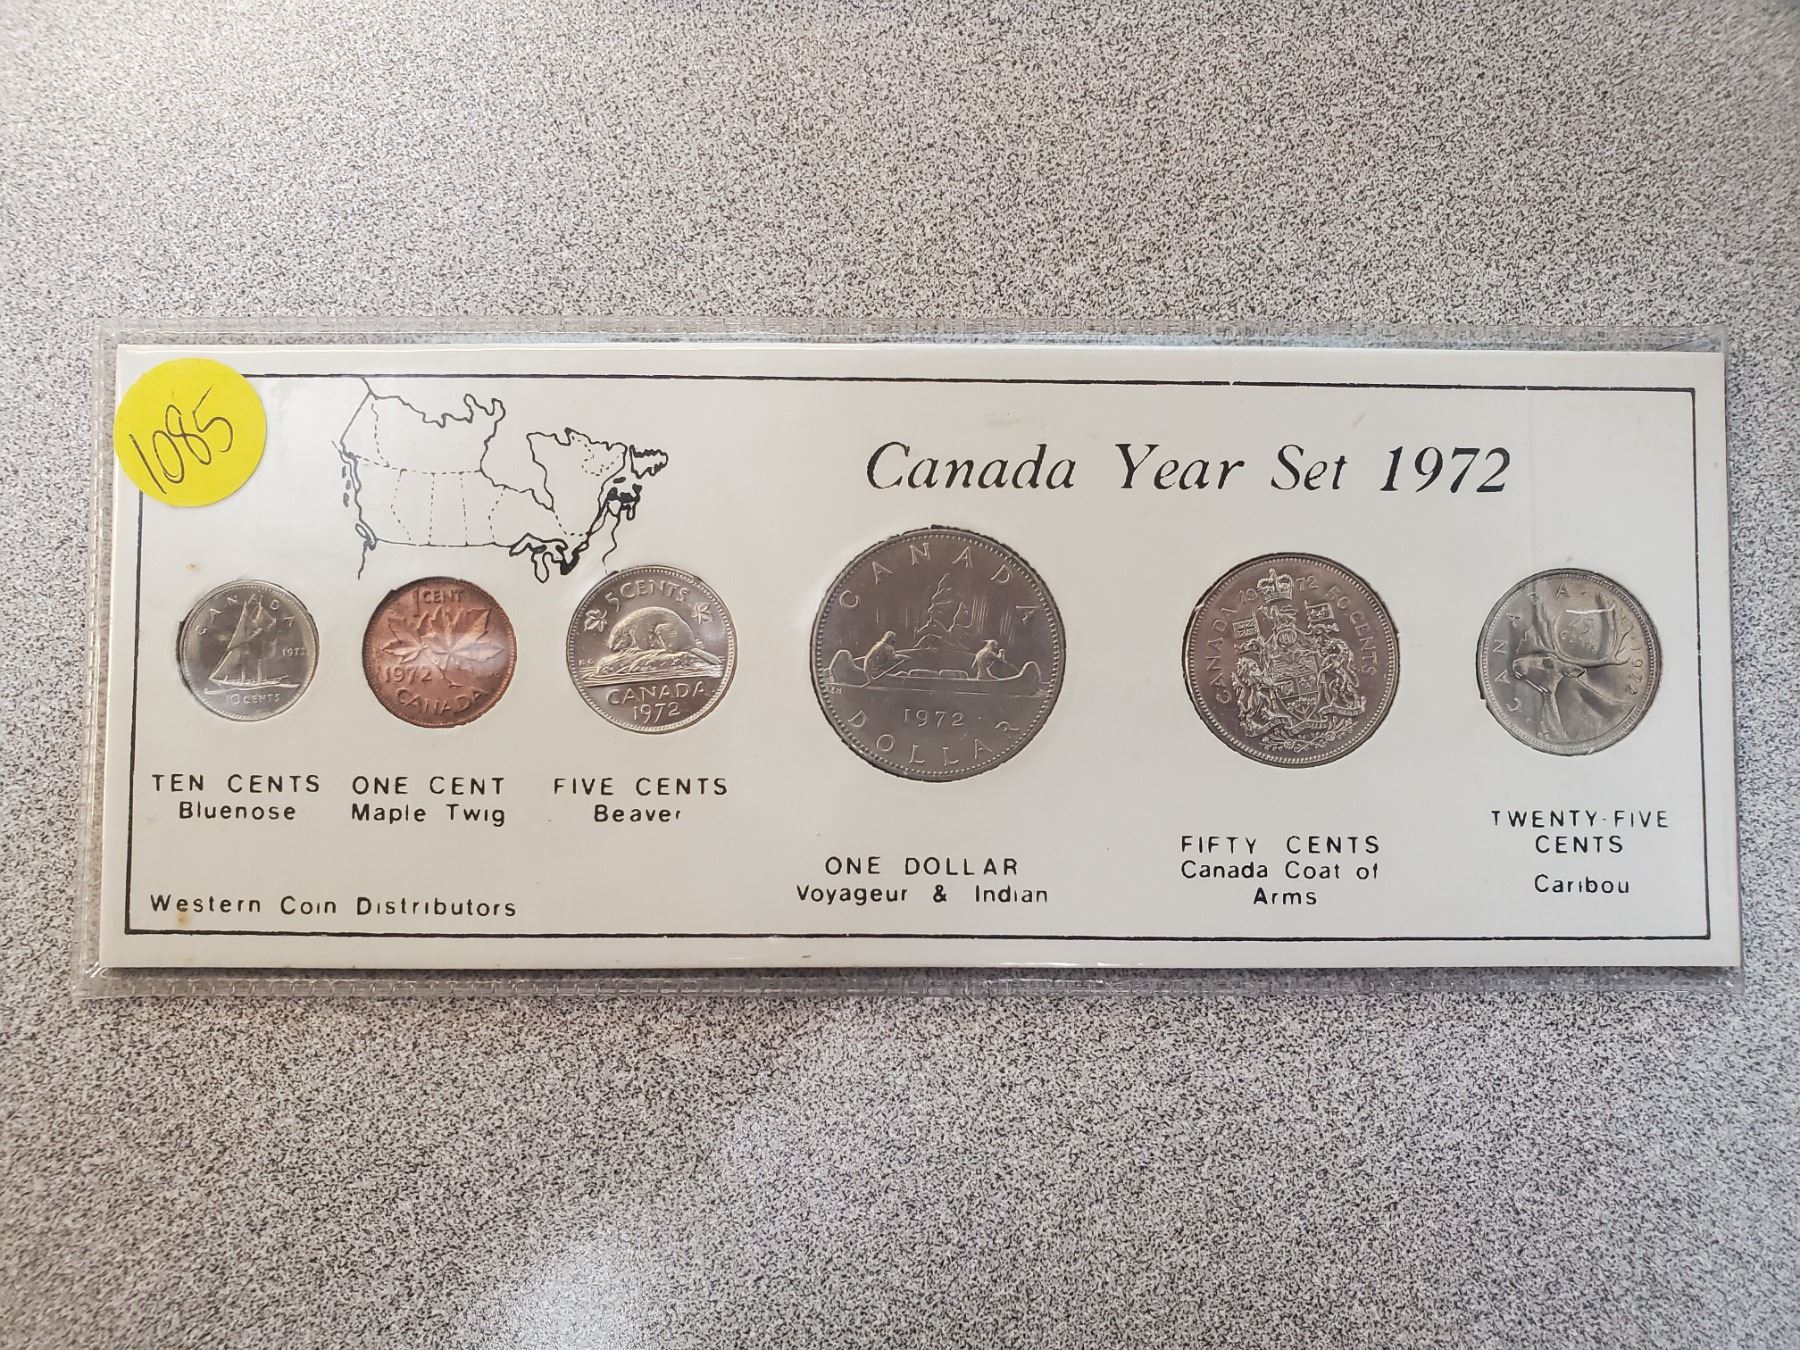 1085
Canada Year Set 1972
CANADA
1972
10 CENTS
1 CENT
1972
CANADA
5 CENTS
CANADA
1972
CANADA
1972
DOLLAR
1972
CANADA 50 CENTS
CANADA 1972
25
TEN CENTS
Bluenose
ONE CENT
Maple Twig
FIVE CENTS
Beaver
ONE DOLLAR
Voyageur & Indian
FIFTY CENTS
Canada Coat of
Arms
TWENTY-FIVE
CENTS
Caribou
Western Coin Distributors